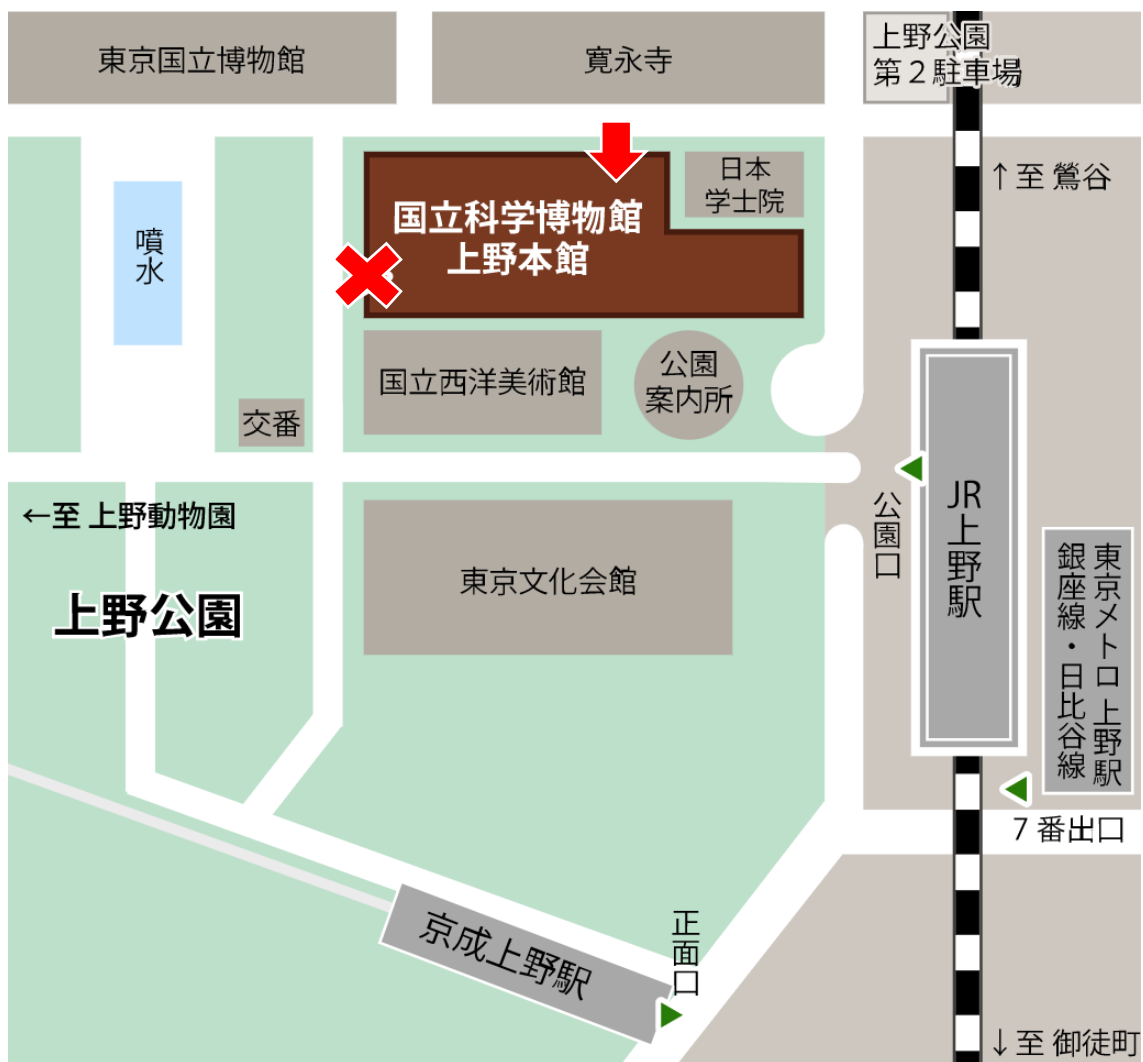 東京国立博物館
寛永寺
上野公園
第２駐車場
日本
学士院
↑至 鶯谷
国立科学博物館
上野本館
噴水
国立西洋美術館
公園
案内所
交番
←至 上野動物園
公園口
JR上野駅
東京文化会館
上野公園
東京メトロ 上野駅
銀座線・日比谷線
７番出口
京成上野駅
正面口
↓至 御徒町